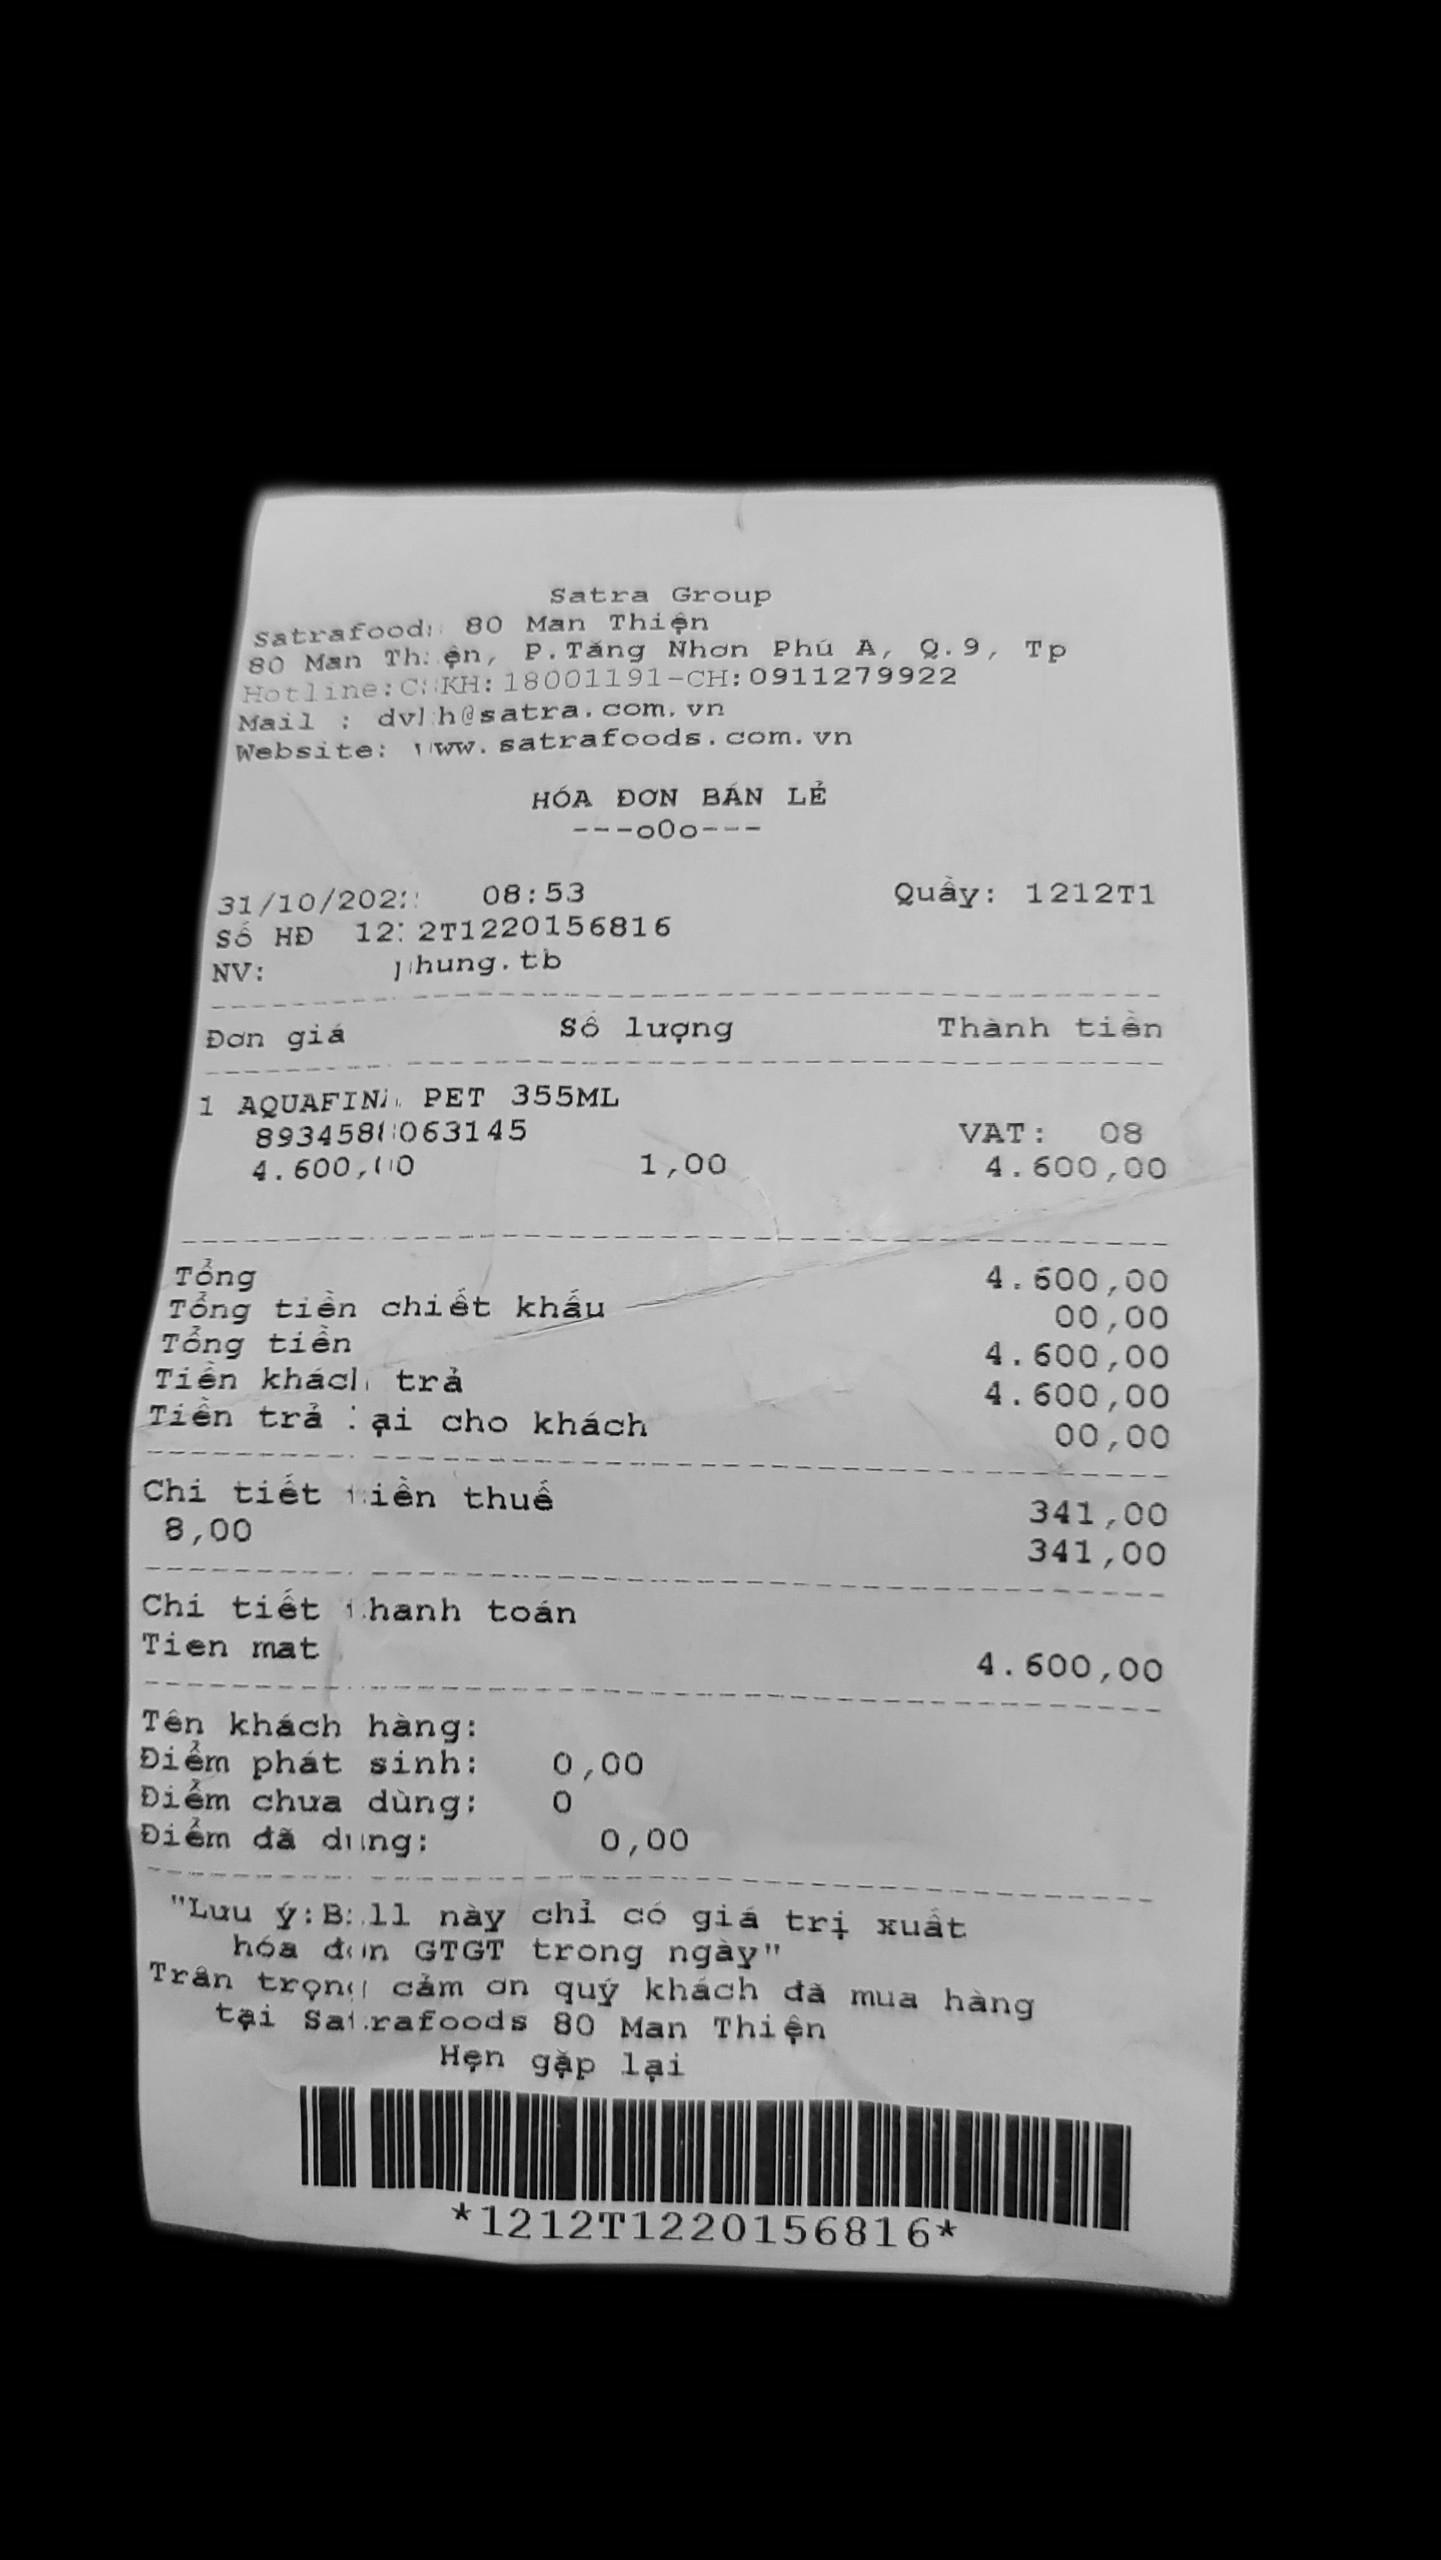 Satra Group
Satrafoods 80 Man Thiện
80 Man Thiện, P.Tăng Nhơn Phú A, Q.9, Tp
Hotline:CSKH:18001191-CH:0911279922
Mail : dvkh@satra.com.vn
Website: www.satrafoods.com.vn
HÓA ĐƠN BÁN LẺ
---o0o---
08:53 Quầy: 1212T1
Số HĐ 1212T1220156816
NV: phung.tb
Đơn giá Số lượng Thành tiền
1 AQUAFINA PET 355ML
8934588063145 VAT: 08
4.600,00 1,00 4.600,00
Tổng 4.600,00
Tổng tiền chiết khấu 00,00
Tổng tiền 4.600,00
Tiền khách trả 4.600,00
Tiền trả lại cho khách 00,00
Chi tiết tiền thuế 341,00
8,00 341,00
Chi tiết thanh toán
Tien mat 4.600,00
Tên khách hàng:
Điểm phát sinh: 0,00
Điểm chưa dùng: 0
Điểm đã dùng: 0,00
"Lưu ý:Bill này chỉ có giá trị xuất
hóa đơn GTGT trong ngày"
Trân trọng cảm ơn quý khách đã mua hàng
tại Satrafoods 80 Man Thiện
Hẹn gặp lại
*1212T1220156816*